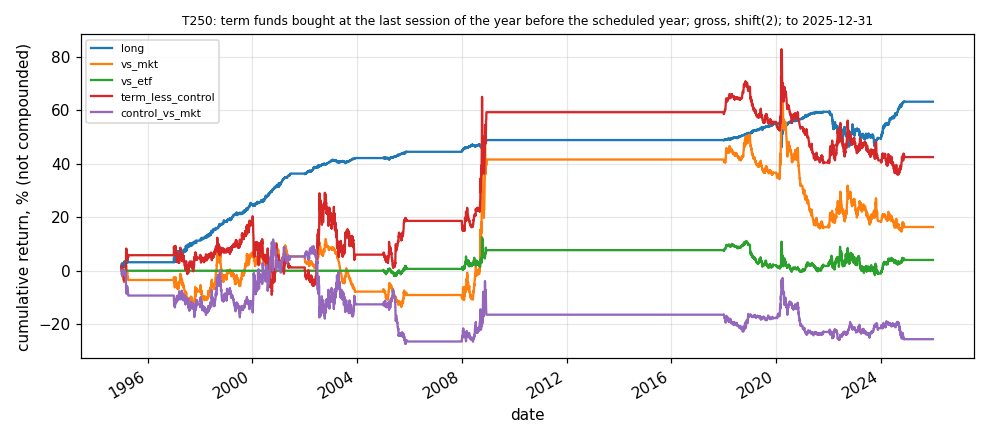 T250: term funds bought at the last session of the year before the scheduled year; gross, shift(2); to 2025-12-31
cumulative return, % (not compounded)
80
60
40
20
0
−20
long
vs_mkt
vs_etf
term_less_control
control_vs_mkt
1996
2000
2004
2008
2012
2016
2020
2024
date